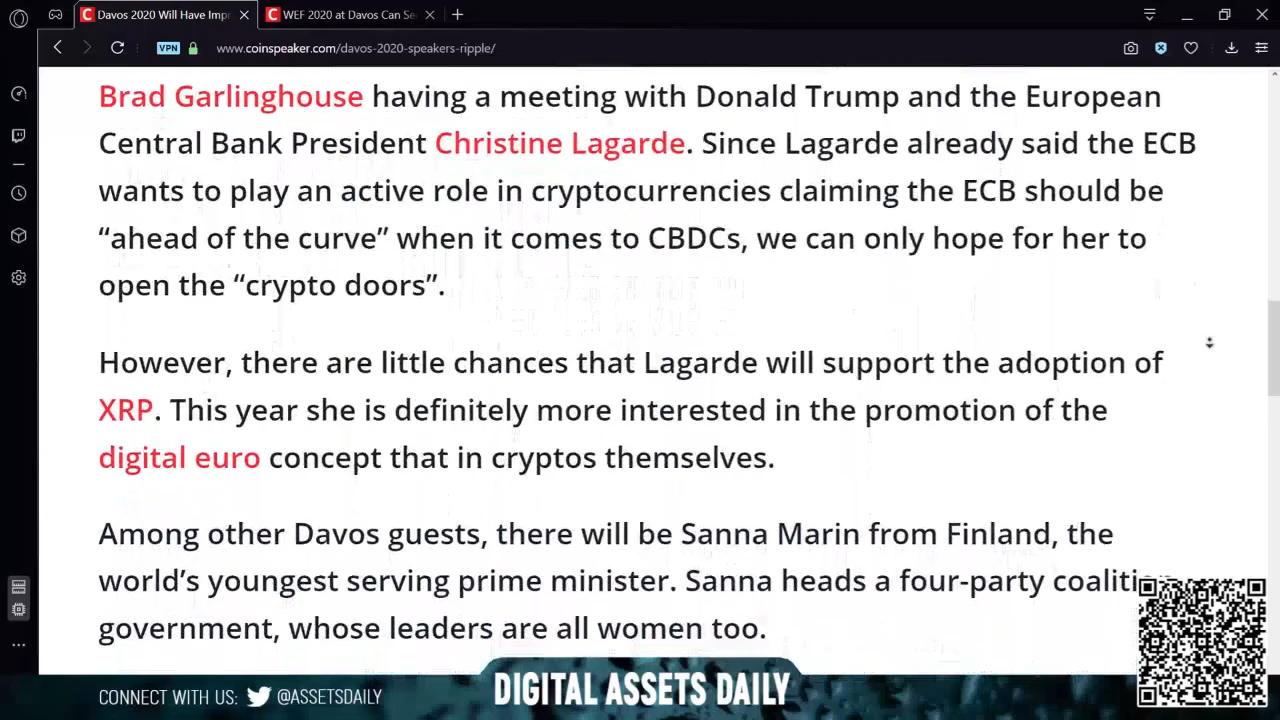 Davos 2020 Will Have Impr
WEF 2020 at Davos Can Se
VPN
www.coinspeaker.com/davos-2020-speakers-ripple/
Brad Garlinghouse having a meeting with Donald Trump and the European
Central Bank President Christine Lagarde. Since Lagarde already said the ECB
wants to play an active role in cryptocurrencies claiming the ECB should be
“ahead of the curve” when it comes to CBDCs, we can only hope for her to
open the “crypto doors”.
However, there are little chances that Lagarde will support the adoption of
XRP. This year she is definitely more interested in the promotion of the
digital euro concept that in cryptos themselves.
Among other Davos guests, there will be Sanna Marin from Finland, the
world’s youngest serving prime minister. Sanna heads a four-party coaliti
government, whose leaders are all women too.
CONNECT WITH US: @ASSETSDAILY
DIGITAL ASSETS DAILY